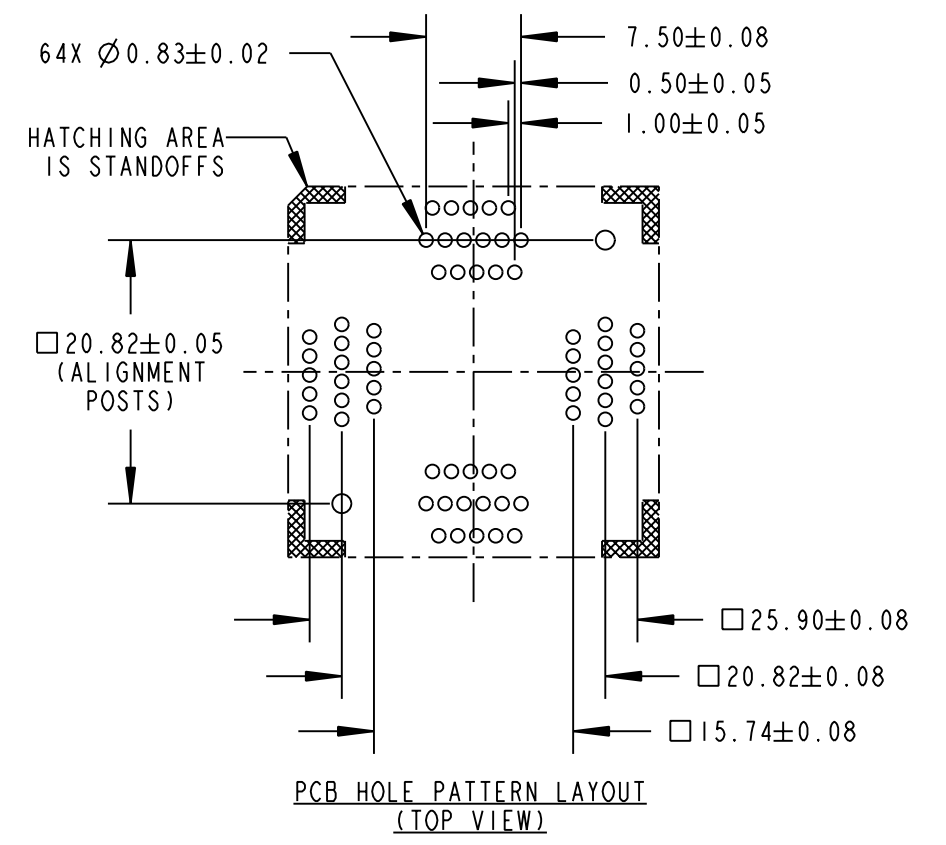 64X Ø0.83±0.02
7.50±0.08
0.50±0.05
1.00±0.05
HATCHING AREA
IS STANDOFFS
□20.82±0.05
(ALIGNMENT
POSTS)
□25.90±0.08
□20.82±0.08
□15.74±0.08
PCB HOLE PATTERN LAYOUT
(TOP VIEW)